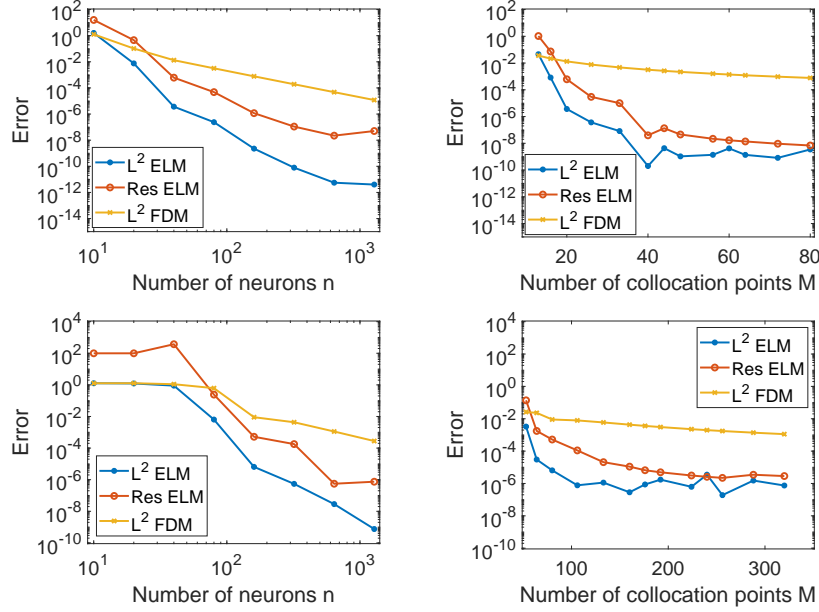 10^2
10^0
10^-2
10^-4
10^-6
10^-8
10^-10
10^-12
10^-14
Error
L^2 ELM
Res ELM
L^2 FDM
10^1
10^2
10^3
Number of neurons n
10^2
10^0
10^-2
10^-4
10^-6
10^-8
10^-10
10^-12
10^-14
Error
L^2 ELM
Res ELM
L^2 FDM
20
40
60
80
Number of collocation points M
10^4
10^2
10^0
10^-2
10^-4
10^-6
10^-8
10^-10
Error
L^2 ELM
Res ELM
L^2 FDM
10^1
10^2
10^3
Number of neurons n
10^4
10^2
10^0
10^-2
10^-4
10^-6
10^-8
10^-10
Error
L^2 ELM
Res ELM
L^2 FDM
100
200
300
Number of collocation points M